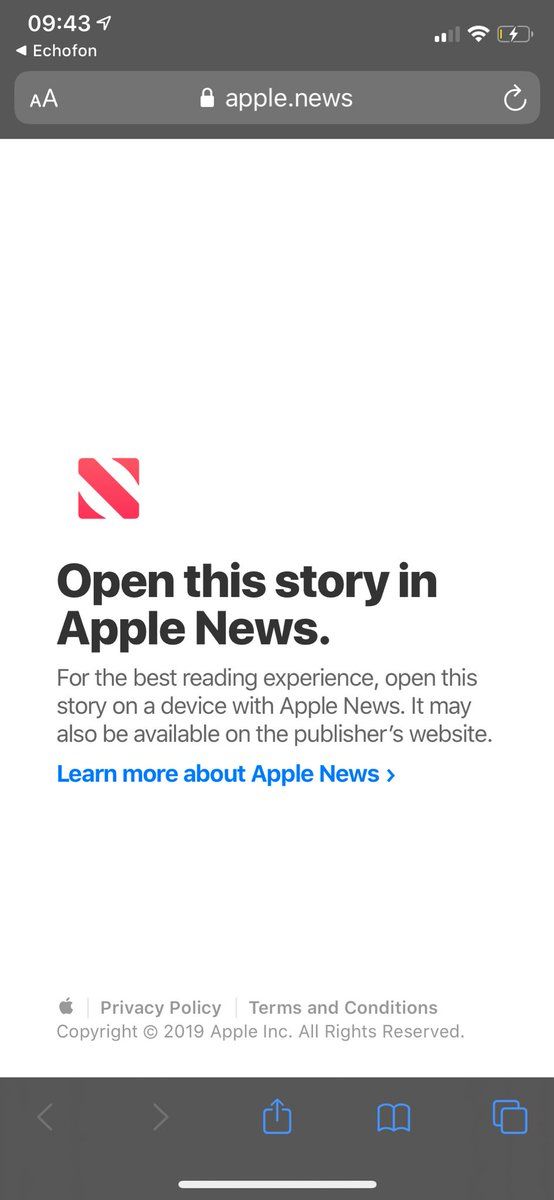 09:43
◀ Echofon
AA apple.news
Open this story in
Apple News.
For the best reading experience, open this
story on a device with Apple News. It may
also be available on the publisher’s website.
Learn more about Apple News ›
Privacy Policy | Terms and Conditions
Copyright © 2019 Apple Inc. All Rights Reserved.